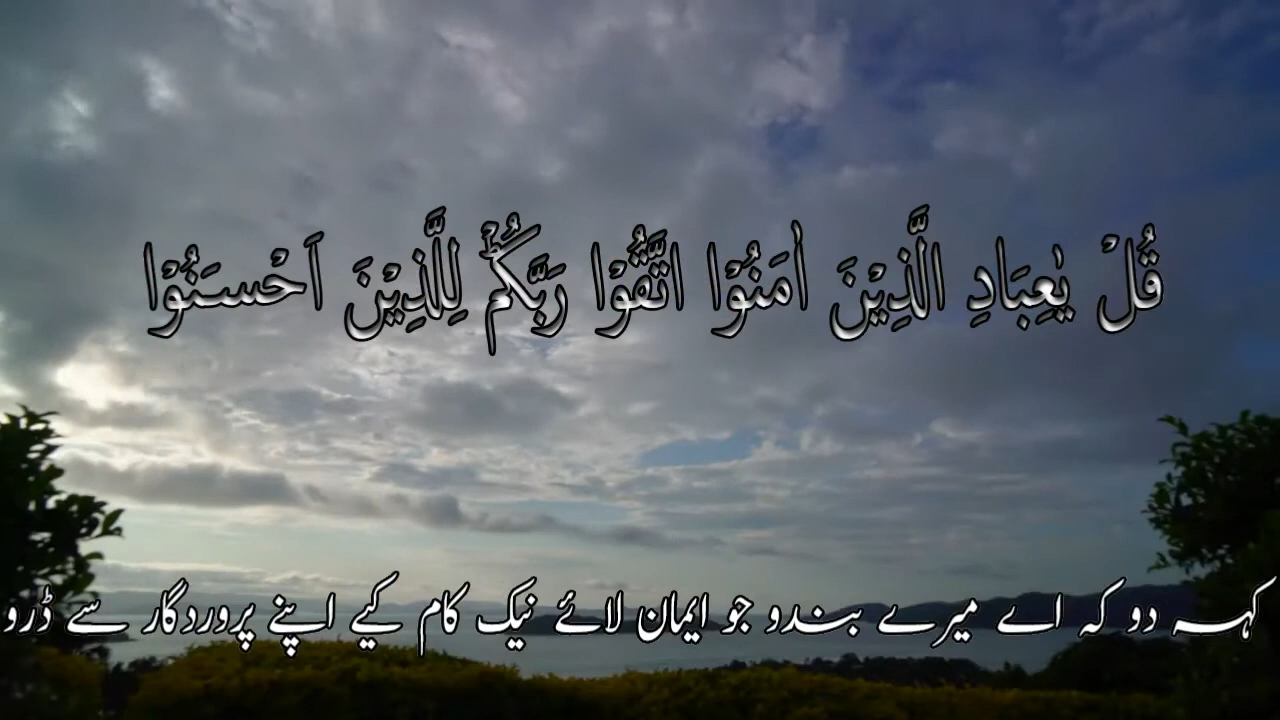 قُلْ یٰعِبَادِ الَّذِیْنَ اٰمَنُوْا اتَّقُوْا رَبَّكُمْ ؕ لِلَّذِیْنَ اَحْسَنُوْا
کہہ دو کہ اے میرے بندو جو ایمان لائے نیک کام کیے اپنے پروردگار سے ڈرو